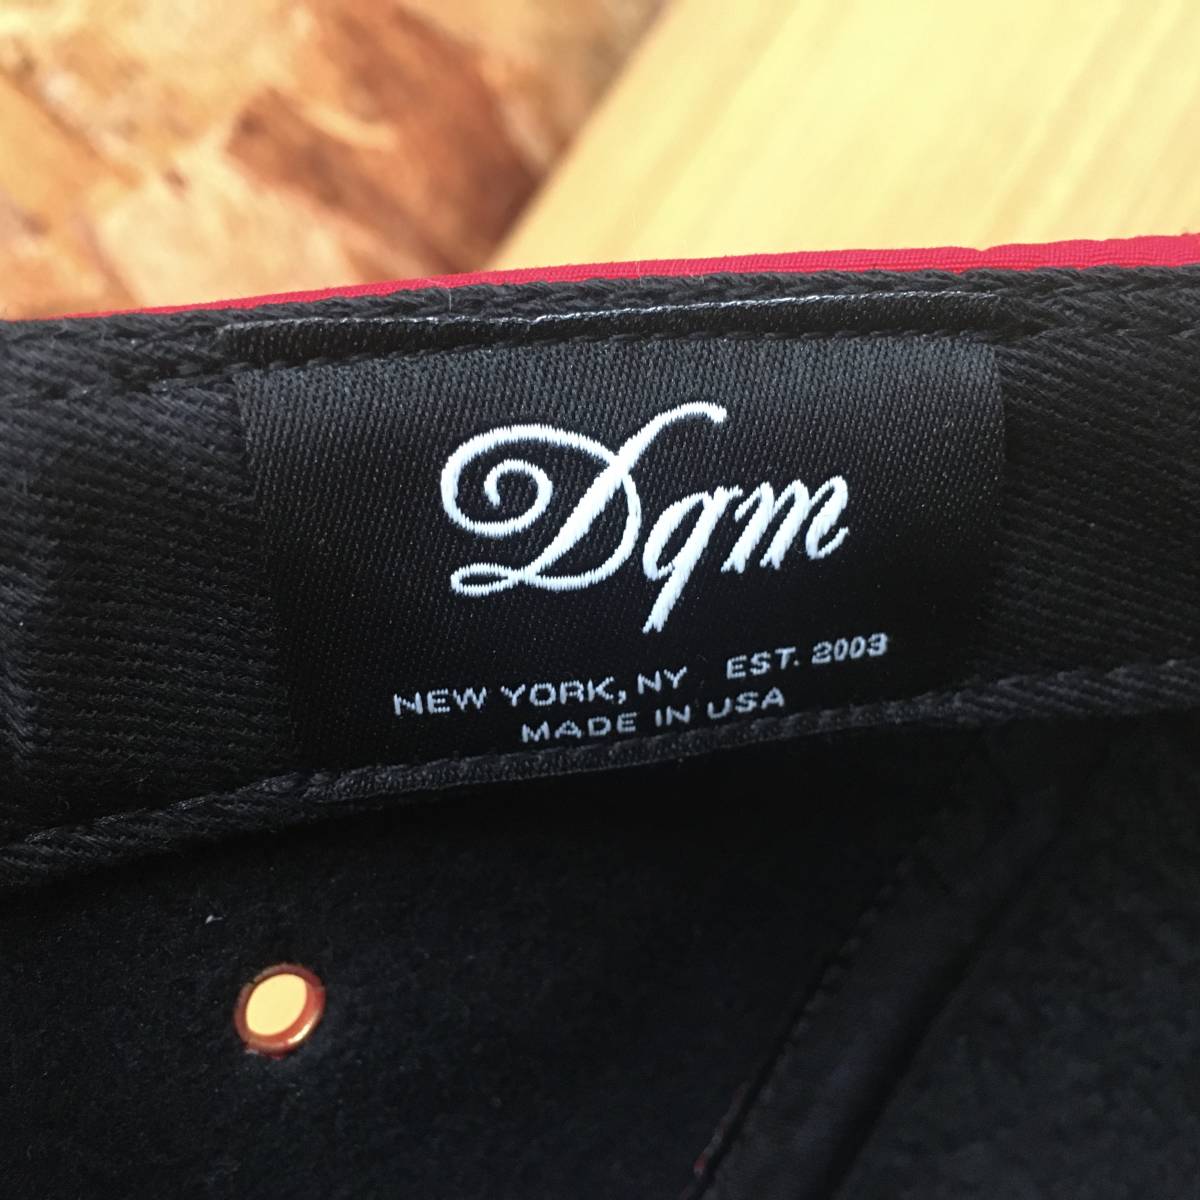 Dqm
NEW YORK, NY EST. 2003
MADE IN USA